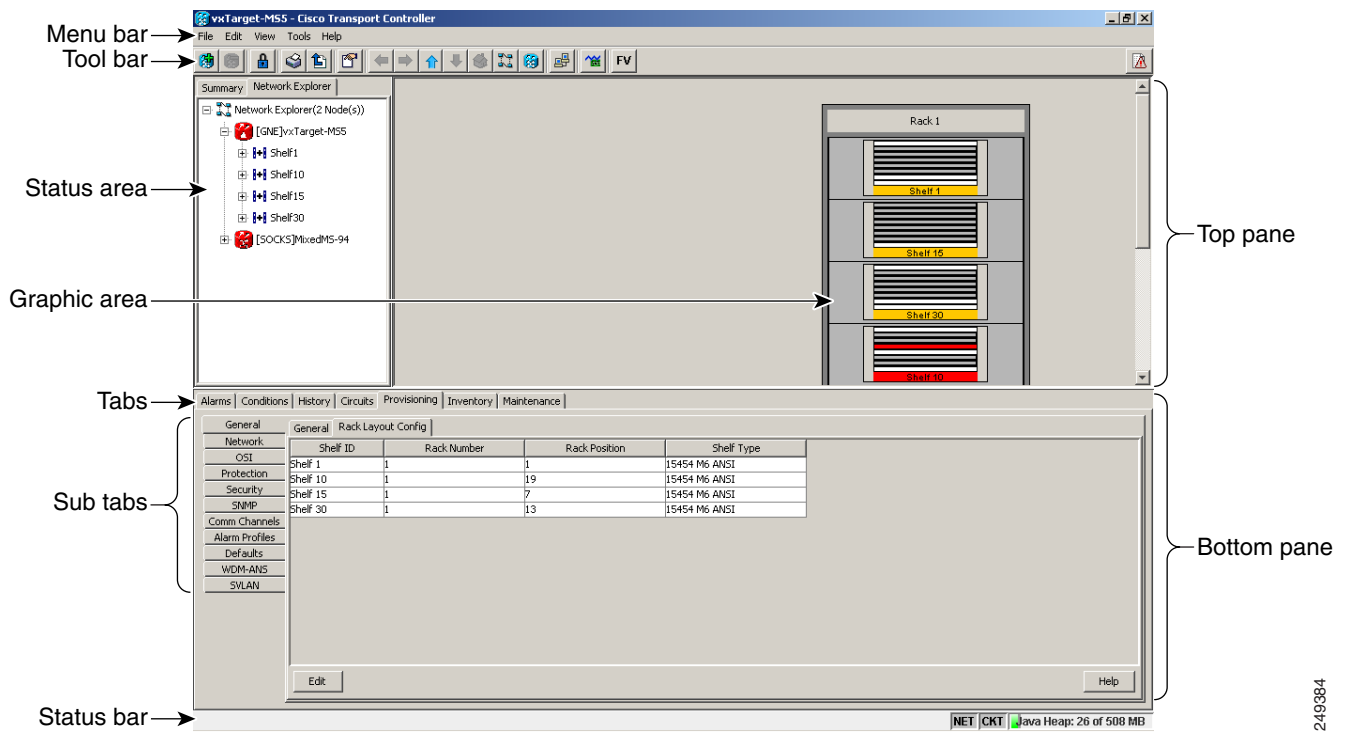 vxTarget-MS5 - Cisco Transport Controller
Menu bar
File Edit View Tools Help
Tool bar
FV
Summary Network Explorer
Network Explorer(2 Node(s))
[GNE]vxTarget-MS5
Shelf1
Shelf10
Shelf15
Shelf30
[SOCKS]MixedMS-94
Status area
Graphic area
Rack 1
Shelf 1
Shelf 15
Shelf 30
Shelf 10
Top pane
Tabs
Alarms Conditions History Circuits Provisioning Inventory Maintenance
Sub tabs
General
Network
OSI
Protection
Security
SNMP
Comm Channels
Alarm Profiles
Defaults
WDM-ANS
SVLAN
General Rack Layout Config
Shelf ID Rack Number Rack Position Shelf Type
Shelf 1 1 1 15454 M6 ANSI
Shelf 10 1 19 15454 M6 ANSI
Shelf 15 1 7 15454 M6 ANSI
Shelf 30 1 13 15454 M6 ANSI
Bottom pane
Edit Help
Status bar
NET CKT Java Heap: 26 of 508 MB
249384